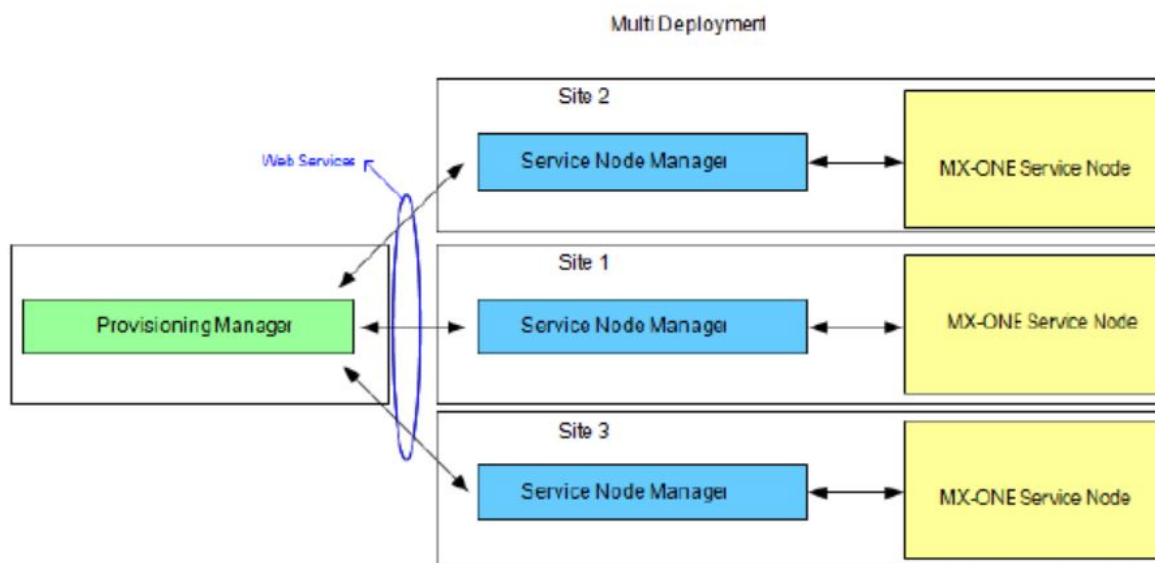 Multi Deployment
Site 2
Web Services
Service Node Manager
MX-ONE Service Node
Site 1
Provisioning Manager
Service Node Manager
MX-ONE Service Node
Site 3
Service Node Manager
MX-ONE Service Node